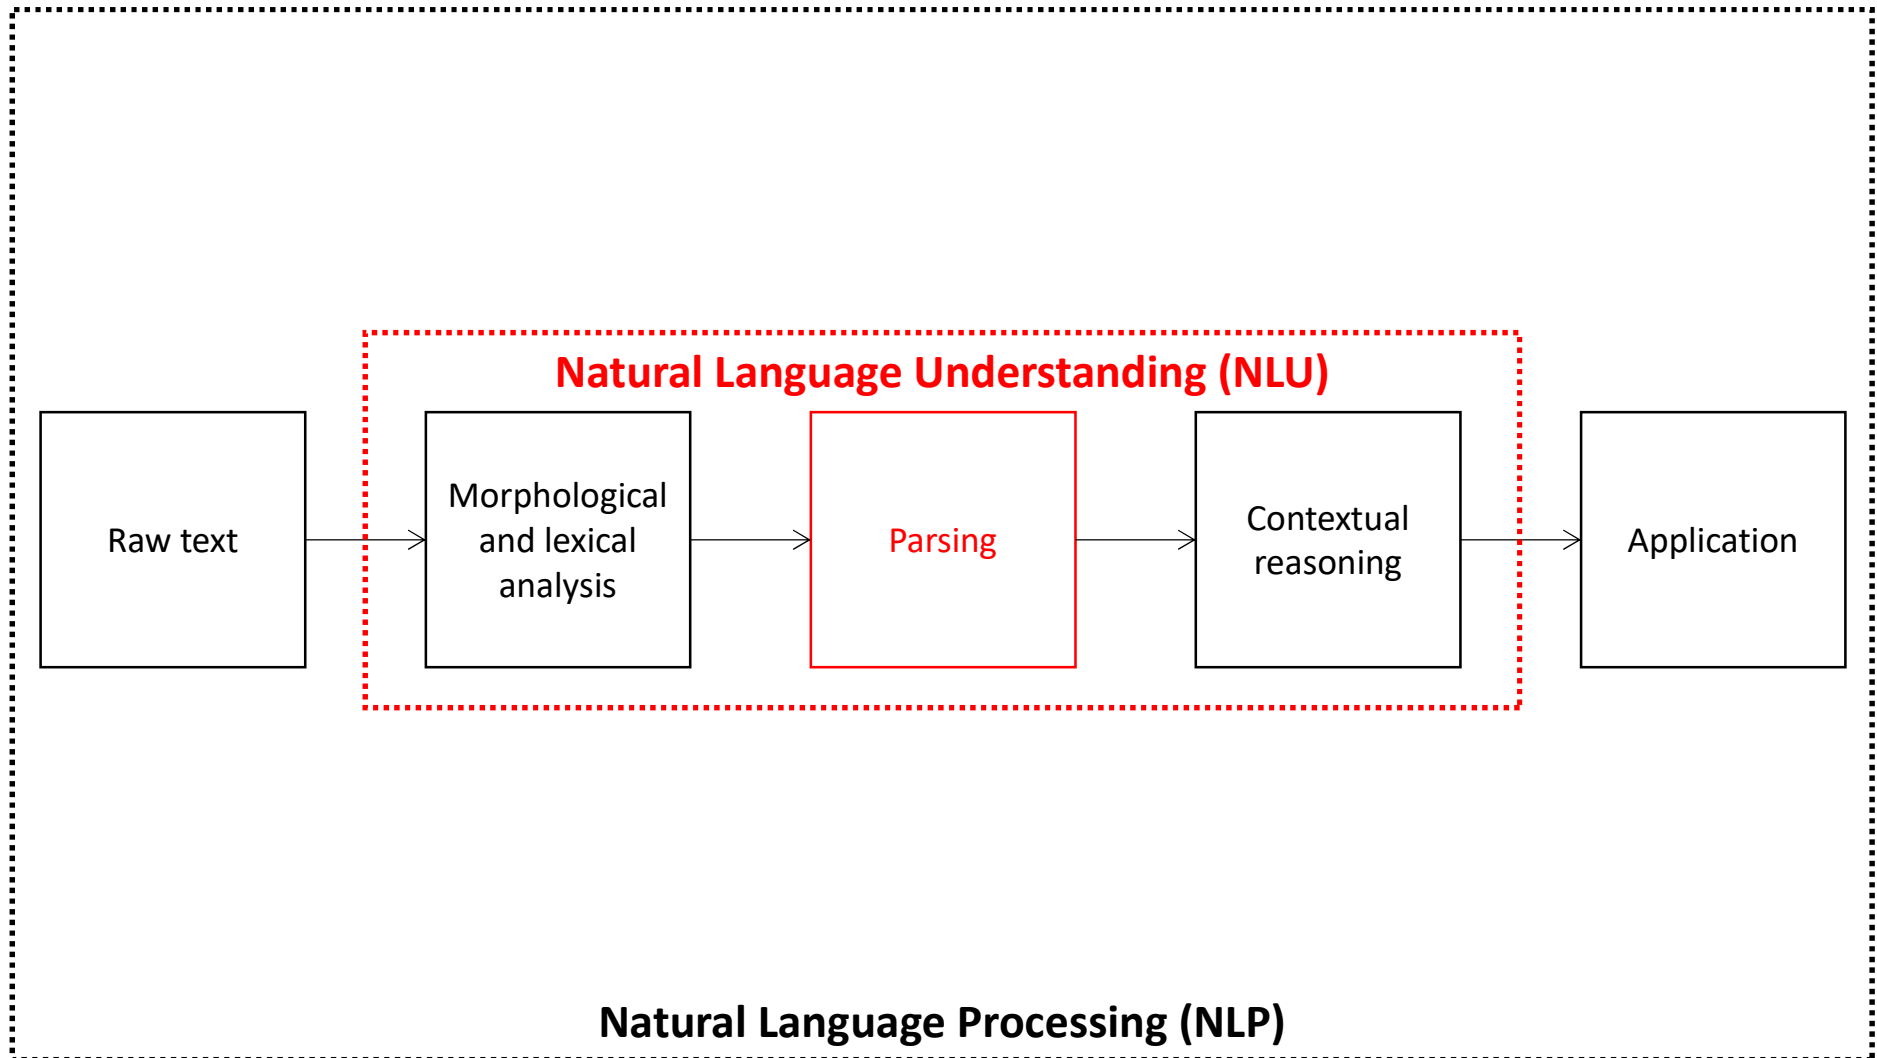 Natural Language Understanding (NLU)
Raw text
Morphological
and lexical
analysis
Parsing
Contextual
reasoning
Application
Natural Language Processing (NLP)